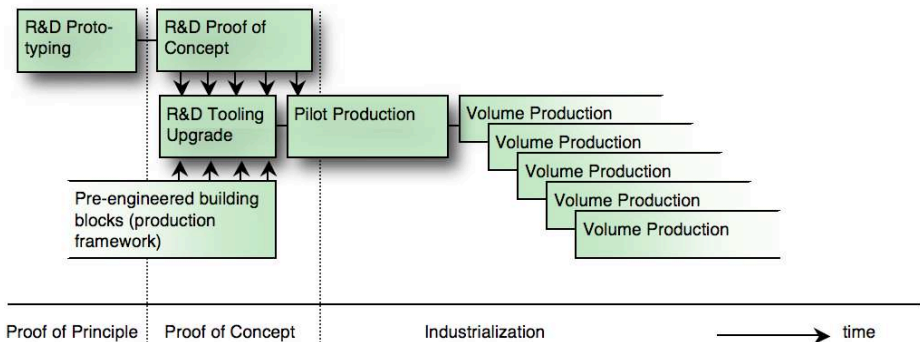 R&D Proto-
typing
R&D Proof of
Concept
R&D Tooling
Upgrade
Pilot Production
Volume Production
Volume Production
Volume Production
Volume Production
Volume Production
Pre-engineered building
blocks (production
framework)
Proof of Principle
Proof of Concept
Industrialization
time